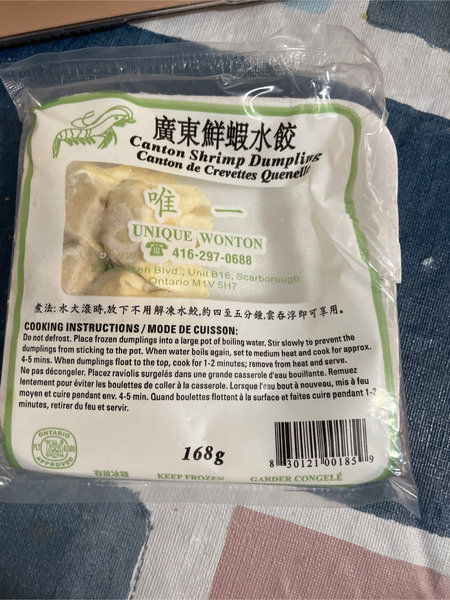 廣東鮮蝦水餃
Canton Shrimp Dumpling
Canton de Crevettes Quenelle
唯一
UNIQUE WONTON
☎ 416-297-0688
Blvd., Unit B16, Scarborough
Ontario M1V 5H7
煮法:水大滾時,放下不用解凍水餃,約四至五分鐘,雲吞浮即可享用。
COOKING INSTRUCTIONS / MODE DE CUISSON:
Do not defrost. Place frozen dumplings into a large pot of boiling water. Stir slowly to prevent the
dumplings from sticking to the pot. When water boils again, set to medium heat and cook for approx.
4-5 mins. When dumplings float to the top, cook for 1-2 minutes; remove from heat and serve.
Ne pas décongeler. Placez raviolis surgelés dans une grande casserole d'eau bouillante. Remuez
lentement pour éviter les boulettes de coller à la casserole. Lorsque l'eau bout à nouveau, mis à feu
moyen et cuire pendant env. 4-5 min. Quand boulettes flottent à la surface et faites cuire pendant 1-2
minutes, retirer du feu et servir.
ONTARIO
APPROVED
168g
8 30121 00185 9
存放冰箱 KEEP FROZEN GARDER CONGELÉ